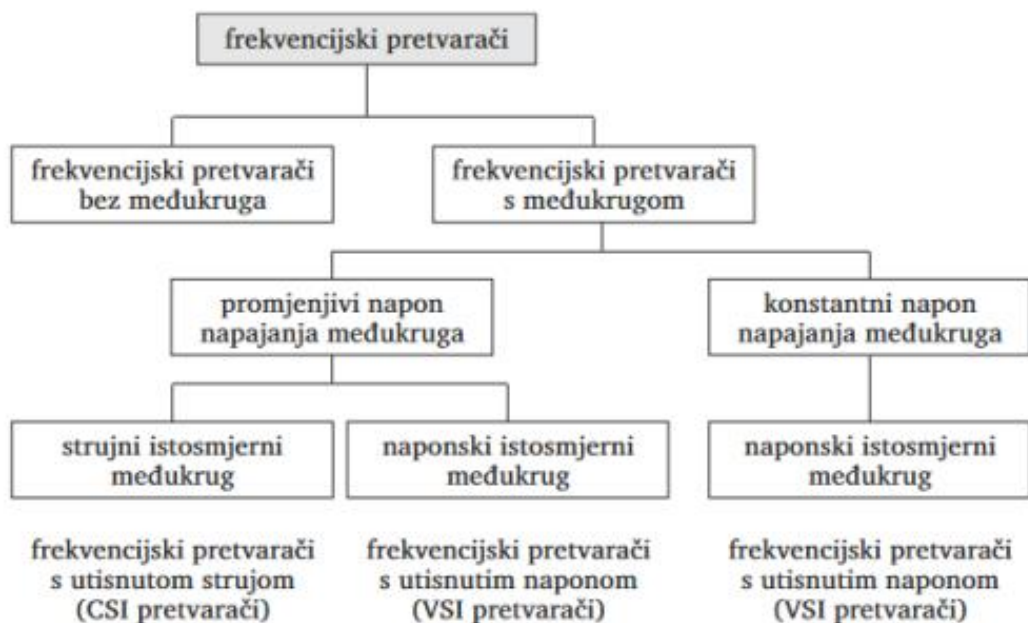 frekvencijski pretvarači
frekvencijski pretvarači
bez međukruga
frekvencijski pretvarači
s međukrugom
promjenjivi napon
napajanja međukruga
konstantni napon
napajanja međukruga
strujni istosmjerni
međukrug
naponski istosmjerni
međukrug
naponski istosmjerni
međukrug
frekvencijski pretvarači
s utisnutom strujom
(CSI pretvarači)
frekvencijski pretvarači
s utisnutim naponom
(VSI pretvarači)
frekvencijski pretvarači
s utisnutim naponom
(VSI pretvarači)